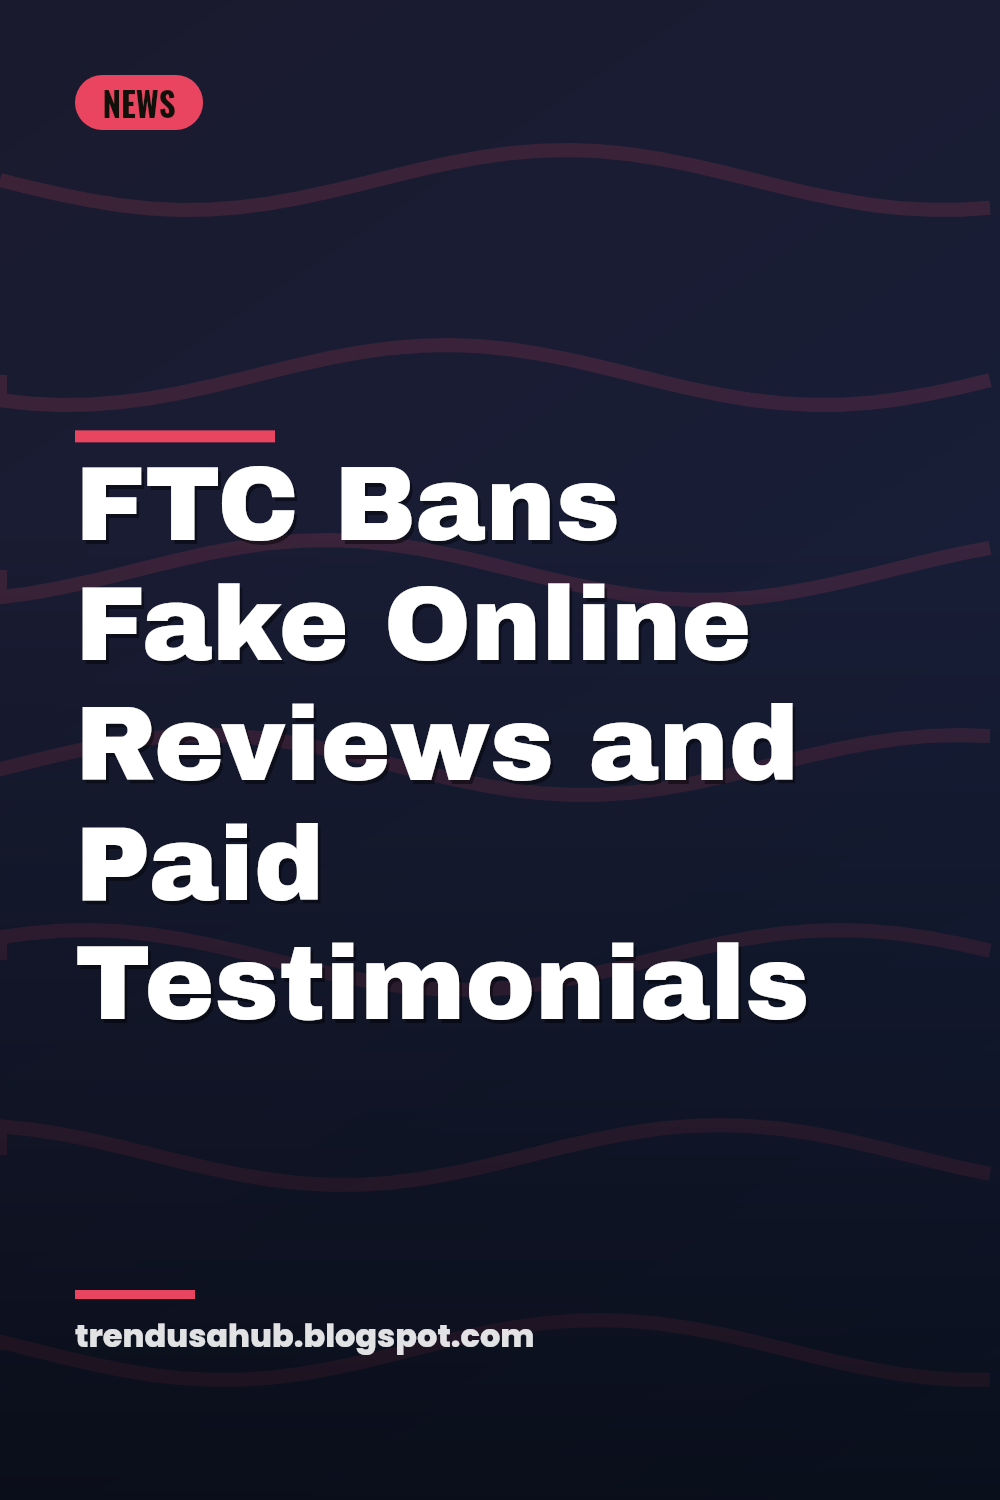 NEWS
FTC Bans
Fake Online
Reviews and
Paid
Testimonials
trendusahub.blogspot.com